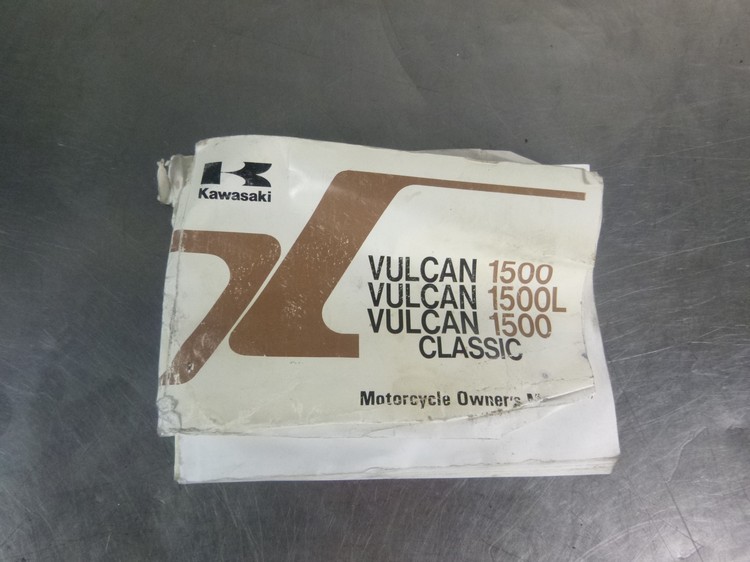 Kawasaki
VULCAN 1500
VULCAN 1500L
VULCAN 1500
CLASSIC
Motorcycle Owner's